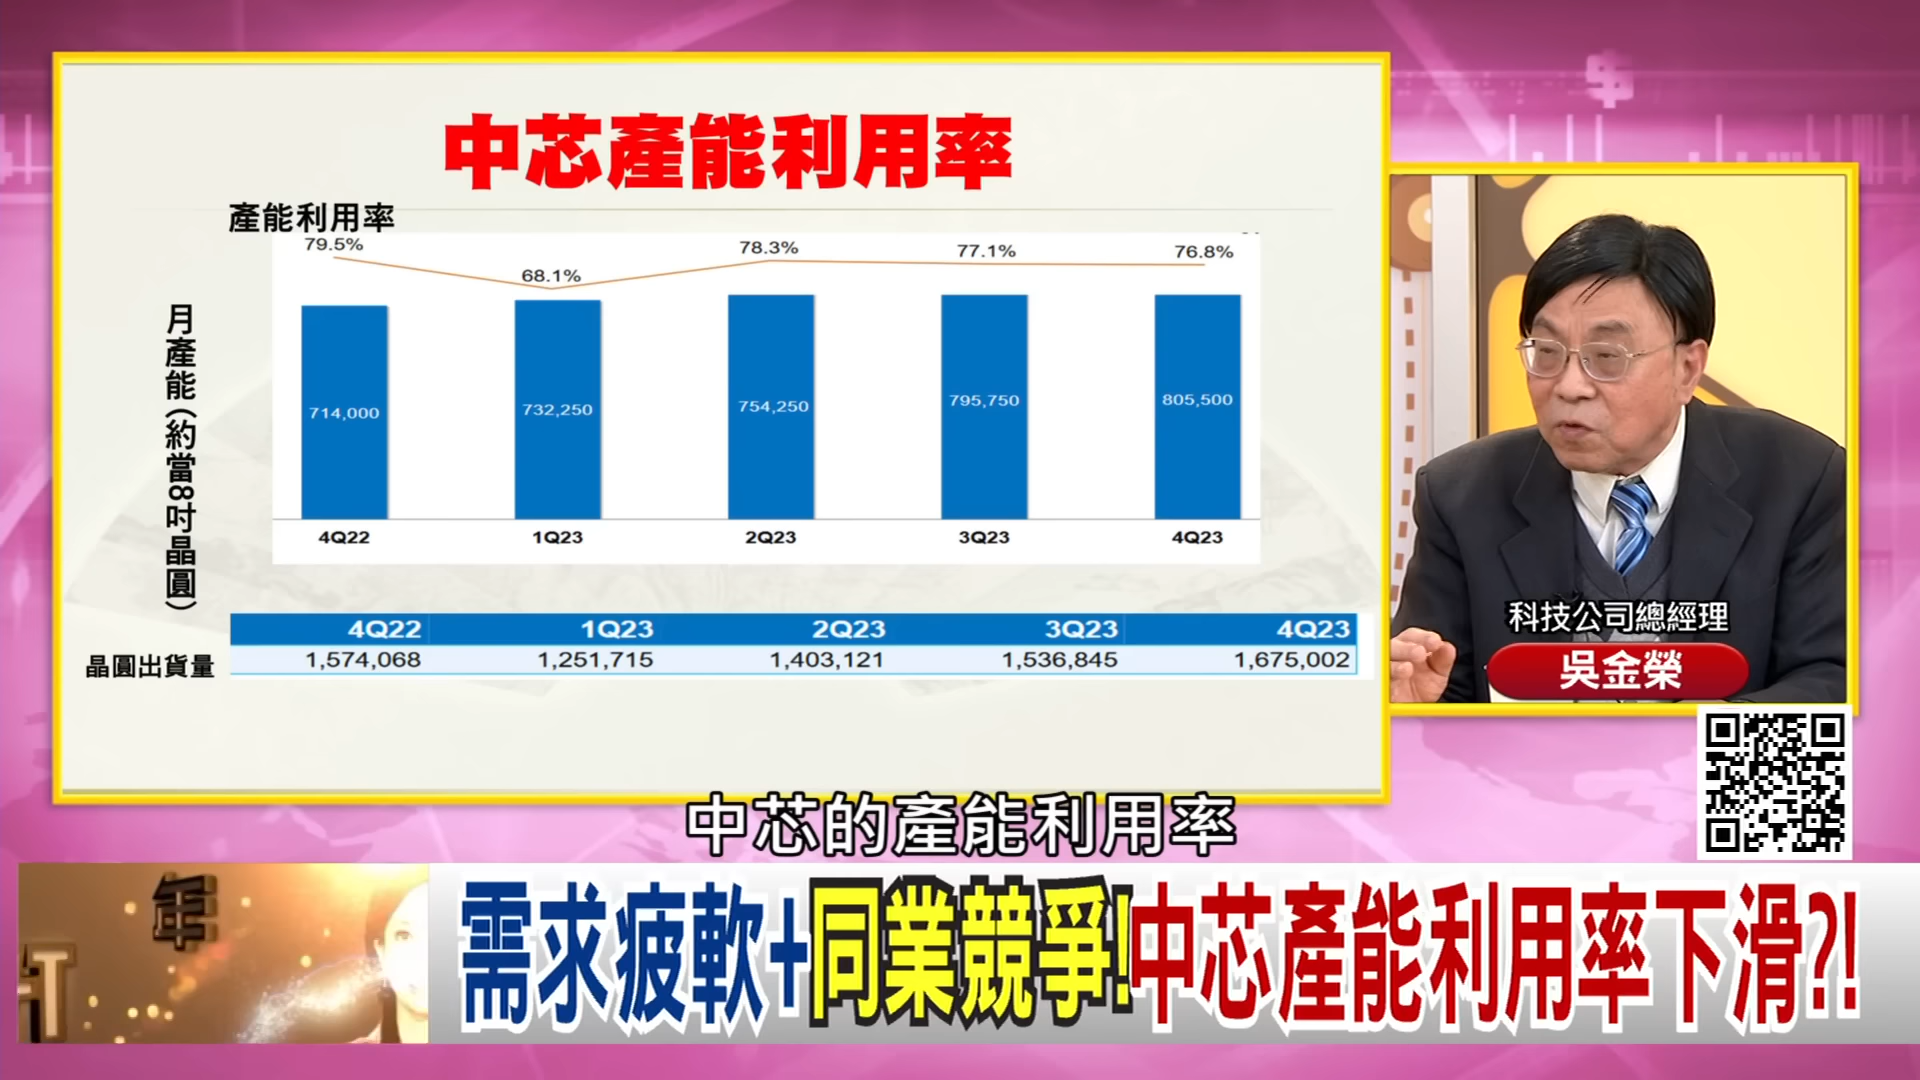 中芯產能利用率
產能利用率
79.5%
68.1%
78.3%
77.1%
76.8%
月產能(約當8吋晶圓)
714,000
732,250
754,250
795,750
805,500
4Q22
1Q23
2Q23
3Q23
4Q23
4Q22 1Q23 2Q23 3Q23 4Q23
晶圓出貨量 1,574,068 1,251,715 1,403,121 1,536,845 1,675,002
科技公司總經理
吳金榮
中芯的產能利用率
年
需求疲軟+同業競爭!中芯產能利用率下滑?!